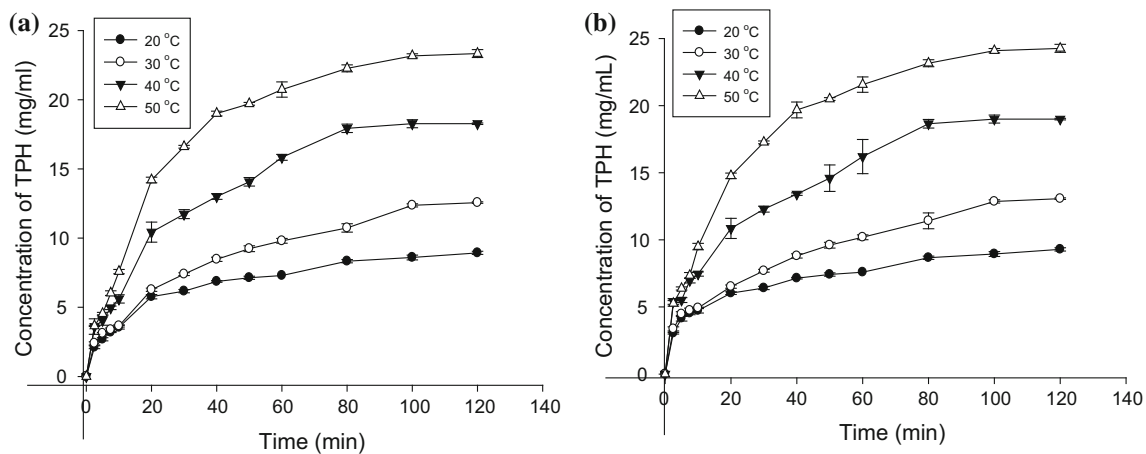 (a)
Concentration of TPH (mg/ml)
25
20
15
10
5
0
20 °C
30 °C
40 °C
50 °C
0 20 40 60 80 100 120 140
Time (min)
(b)
Concentration of TPH (mg/mL)
25
20
15
10
5
0
20 °C
30 °C
40 °C
50 °C
0 20 40 60 80 100 120 140
Time (min)